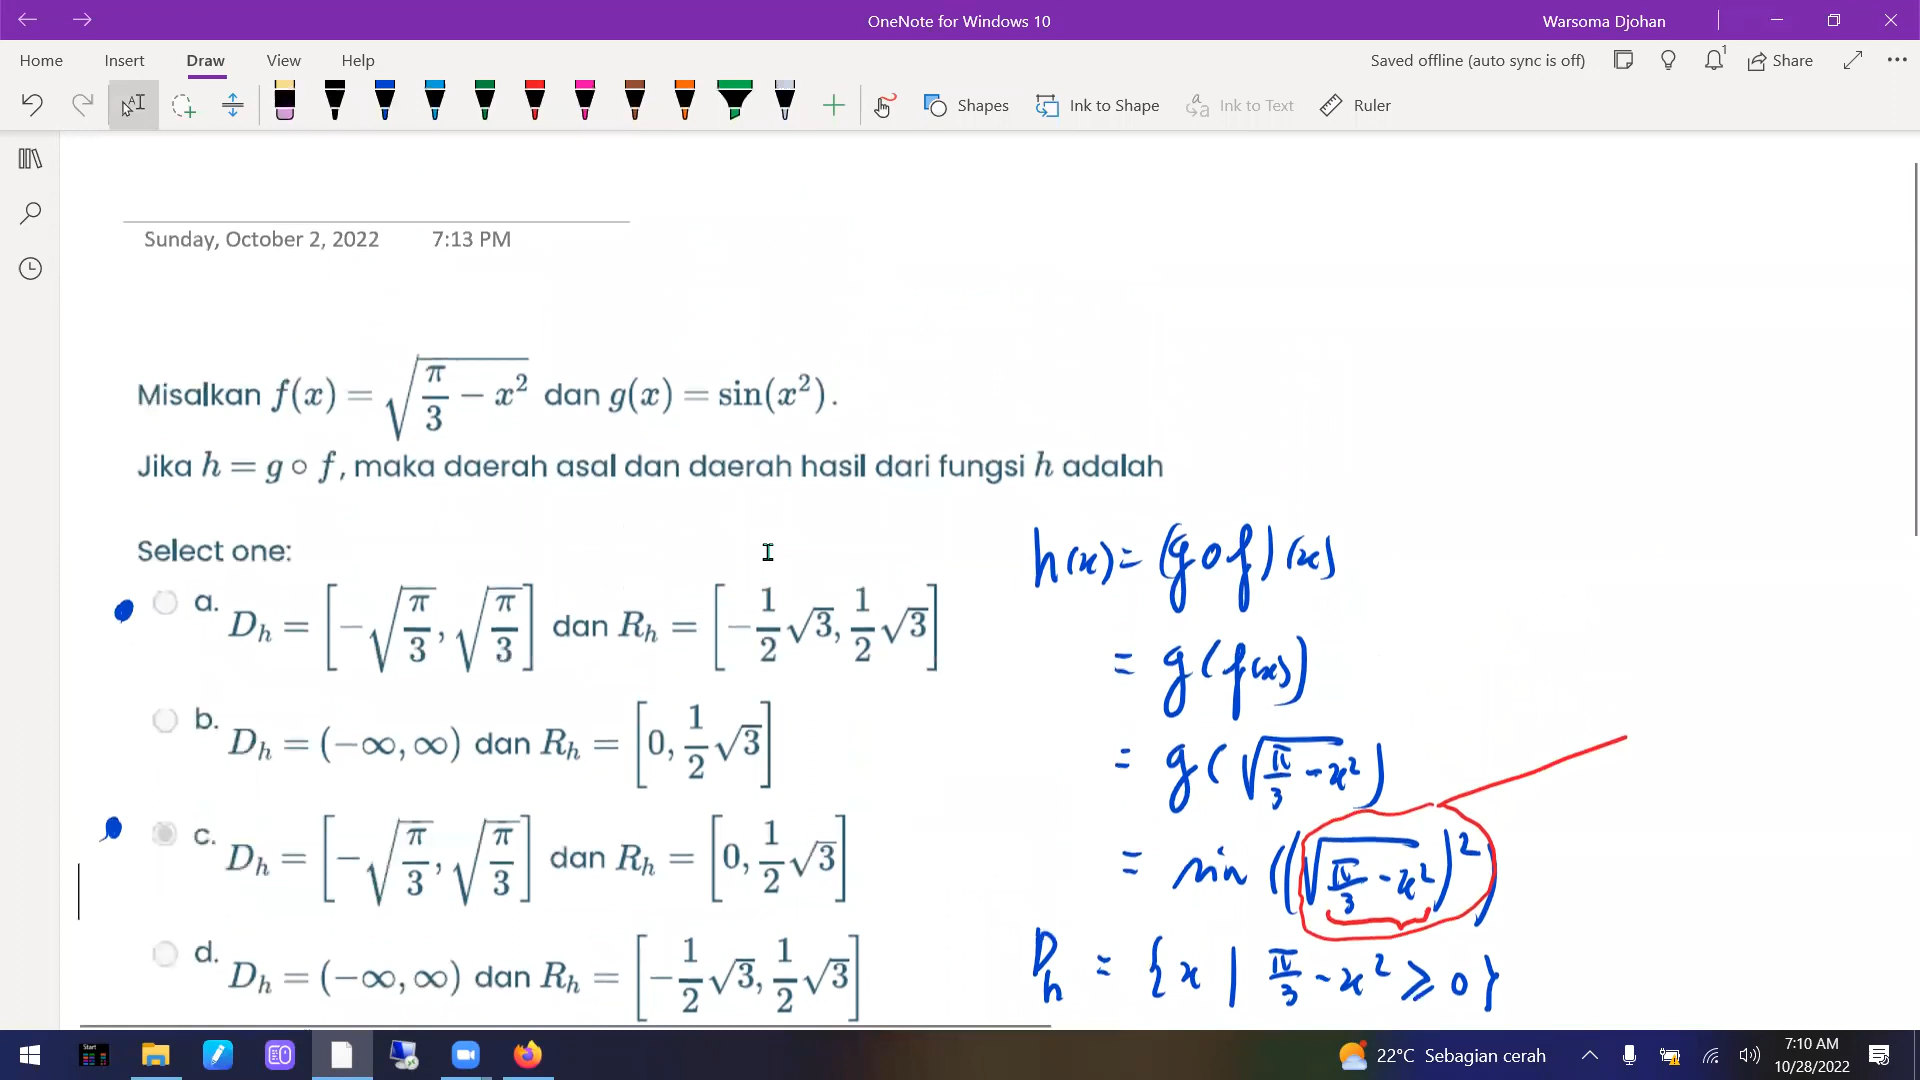 OneNote for Windows 10
Warsoma Djohan
Home Insert Draw View Help
Saved offline (auto sync is off)
1
Share
Shapes
Ink to Shape
Ink to Text
Ruler
Sunday, October 2, 2022 7:13 PM
Misalkan f(x) = √(π/3 − x²) dan g(x) = sin(x²).
Jika h = g ∘ f, maka daerah asal dan daerah hasil dari fungsi h adalah
Select one:
a. D_h = [−√(π/3), √(π/3)] dan R_h = [−1/2 √3, 1/2 √3]
b. D_h = (−∞, ∞) dan R_h = [0, 1/2 √3]
c. D_h = [−√(π/3), √(π/3)] dan R_h = [0, 1/2 √3]
d. D_h = (−∞, ∞) dan R_h = [−1/2 √3, 1/2 √3]
h(x) = (g o f)(x)
= g(f(x))
= g(√(π/3 − x²))
= sin((√(π/3 − x²))²)
D_h = {x | π/3 − x² ⩾ 0}
Start
22°C Sebagian cerah
7:10 AM
10/28/2022